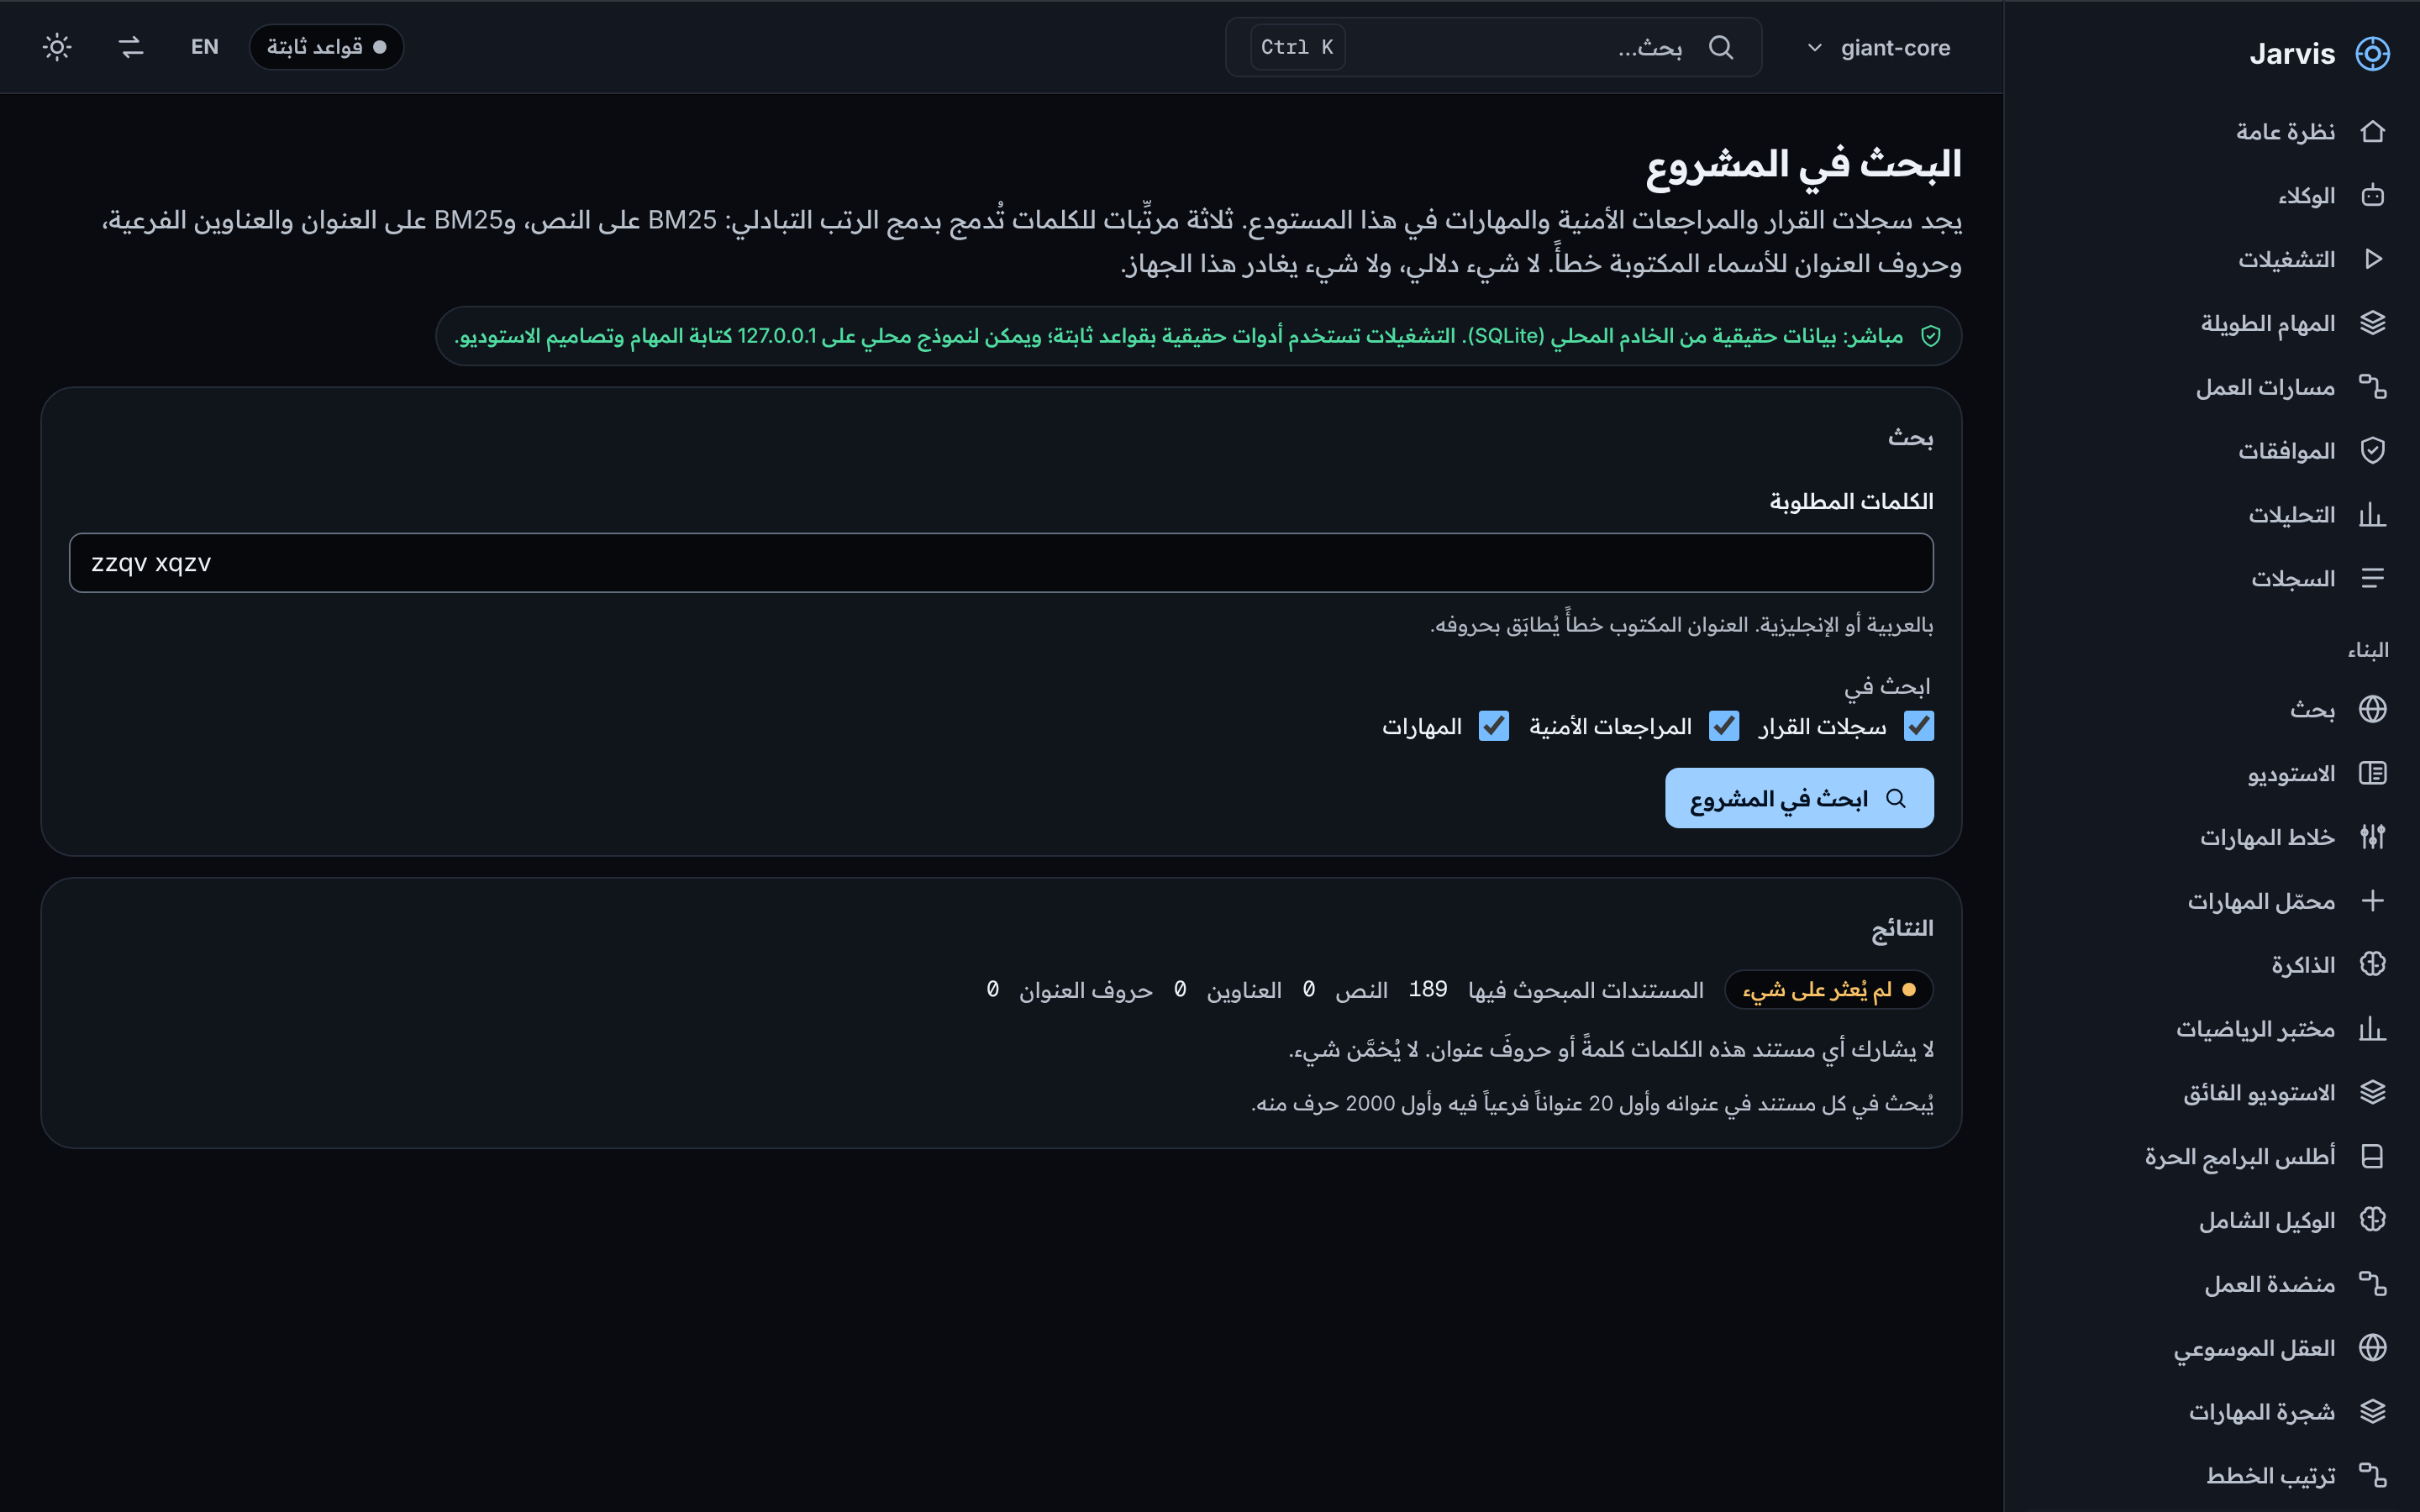 Jarvis
نظرة عامة
الوكلاء
التشغيلات
المهام الطويلة
مسارات العمل
الموافقات
التحليلات
السجلات
البناء
بحث
الاستوديو
خلاط المهارات
محمّل المهارات
الذاكرة
مختبر الرياضيات
الاستوديو الفائق
أطلس البرامج الحرة
الوكيل الشامل
منضدة العمل
العقل الموسوعي
شجرة المهارات
ترتيب الخطط
giant-core
بحث...
Ctrl K
قواعد ثابتة
EN
البحث في المشروع
يجد سجلات القرار والمراجعات الأمنية والمهارات في هذا المستودع. ثلاثة مرتِّبات للكلمات تُدمج بدمج الرتب التبادلي: BM25 على النص، وBM25 على العنوان والعناوين الفرعية،
وحروف العنوان للأسماء المكتوبة خطأً. لا شيء دلالي، ولا شيء يغادر هذا الجهاز.
مباشر: بيانات حقيقية من الخادم المحلي (SQLite). التشغيلات تستخدم أدوات حقيقية بقواعد ثابتة؛ ويمكن لنموذج محلي على 127.0.0.1 كتابة المهام وتصاميم الاستوديو.
بحث
الكلمات المطلوبة
zzqv xqzv
بالعربية أو الإنجليزية. العنوان المكتوب خطأً يُطابَق بحروفه.
ابحث في
سجلات القرار
المراجعات الأمنية
المهارات
ابحث في المشروع
النتائج
لم يُعثر على شيء
المستندات المبحوث فيها 189 النص 0 العناوين 0 حروف العنوان 0
لا يشارك أي مستند هذه الكلمات كلمةً أو حروفَ عنوان. لا يُخمَّن شيء.
يُبحث في كل مستند في عنوانه وأول 20 عنواناً فرعياً فيه وأول 2000 حرف منه.